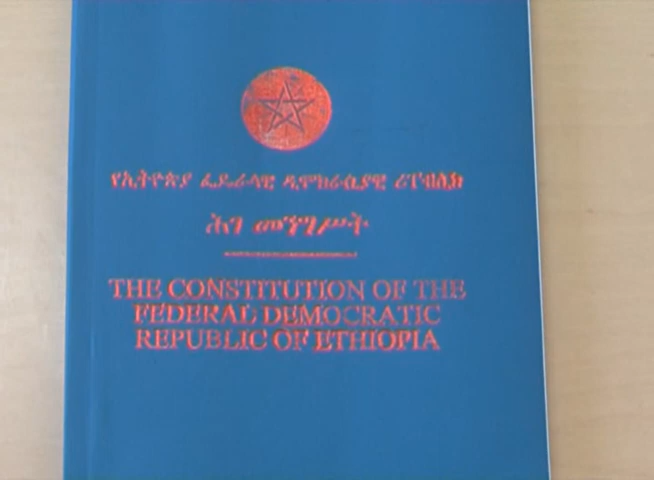 የኢትዮጵያ ፌዴራላዊ ዲሞክራሲያዊ ሪፐብሊክ
ሕገ መንግሥት
THE CONSTITUTION OF THE
FEDERAL DEMOCRATIC
REPUBLIC OF ETHIOPIA